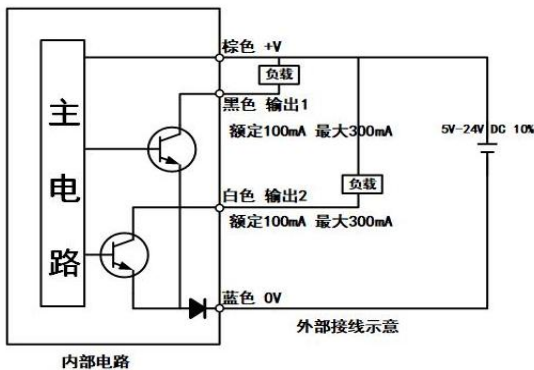 棕色 +V
负载
黑色 输出1
额定100mA 最大300mA
5V-24V DC 10%
主电路
负载
白色 输出2
额定100mA 最大300mA
蓝色 0V
外部接线示意
内部电路